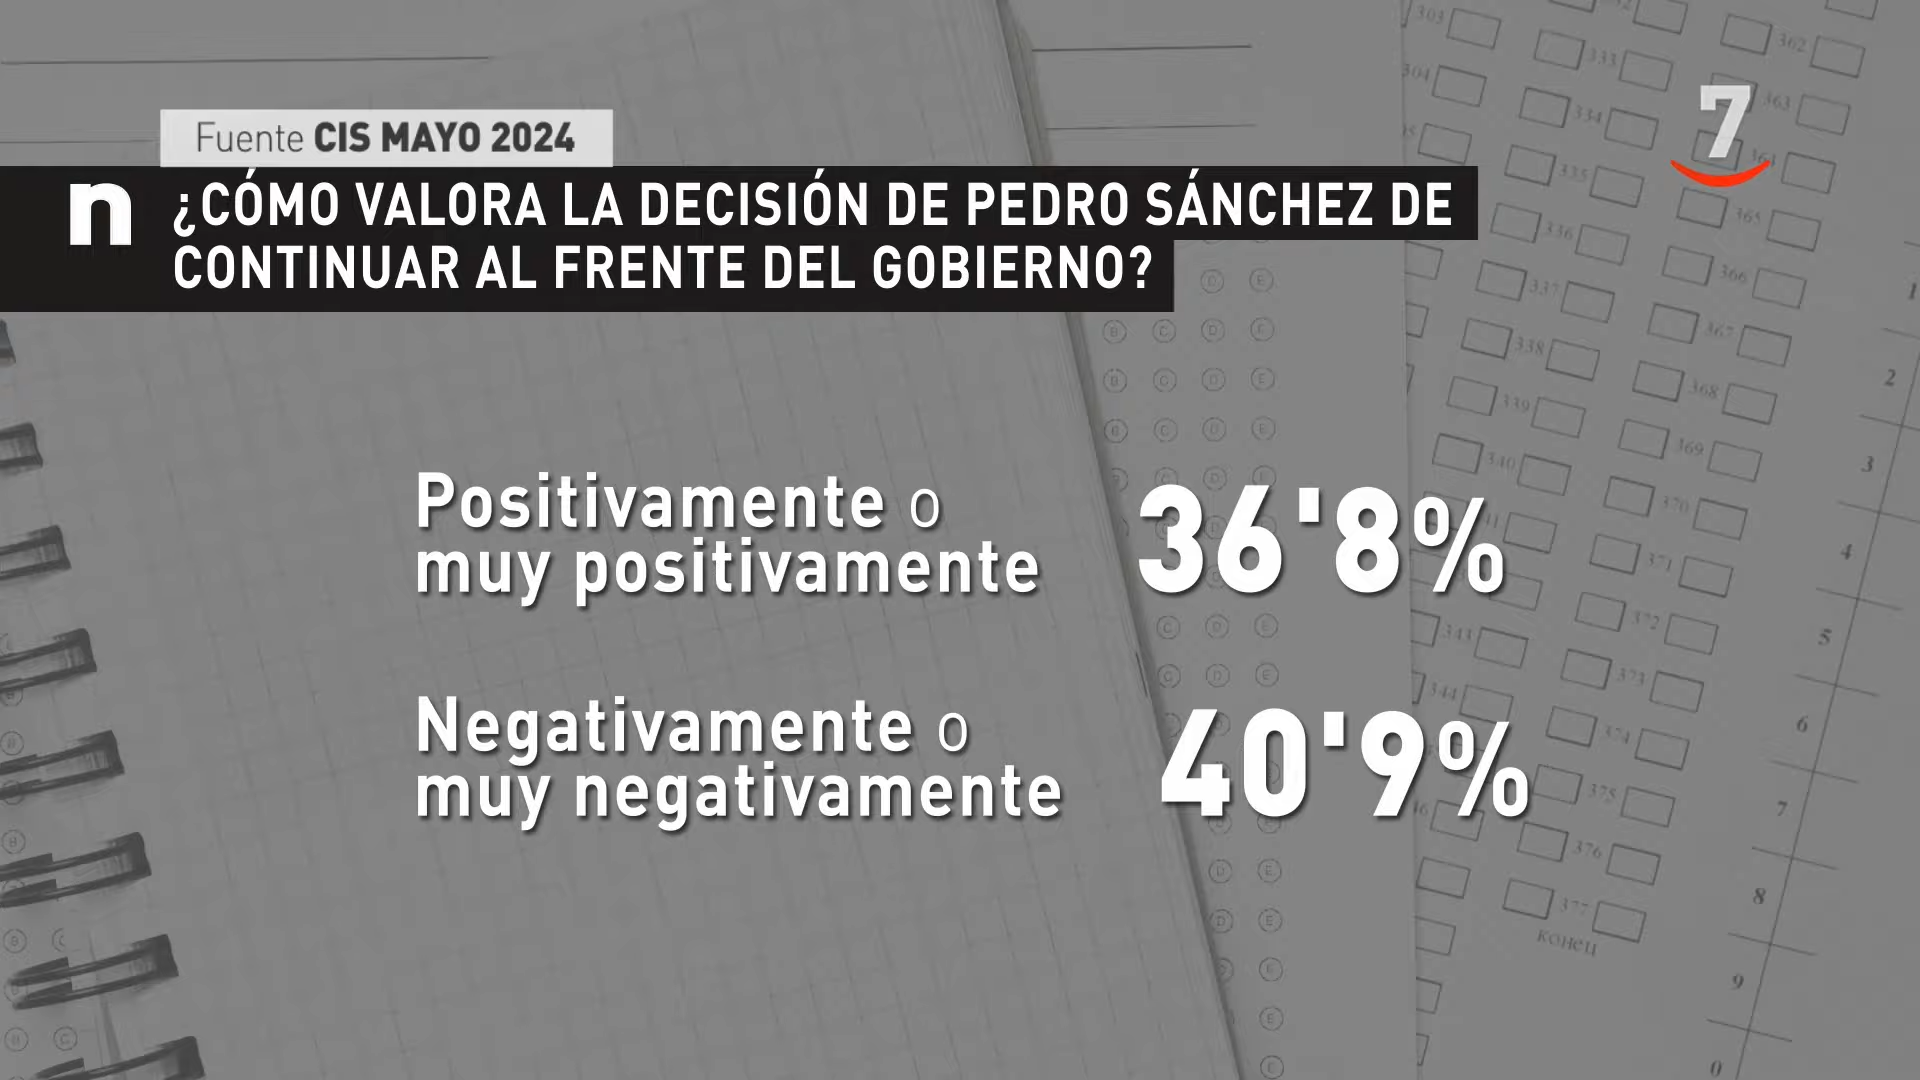 Fuente CIS MAYO 2024
7
n
¿CÓMO VALORA LA DECISIÓN DE PEDRO SÁNCHEZ DE
CONTINUAR AL FRENTE DEL GOBIERNO?
Positivamente o
muy positivamente
36'8%
Negativamente o
muy negativamente
40'9%
конец